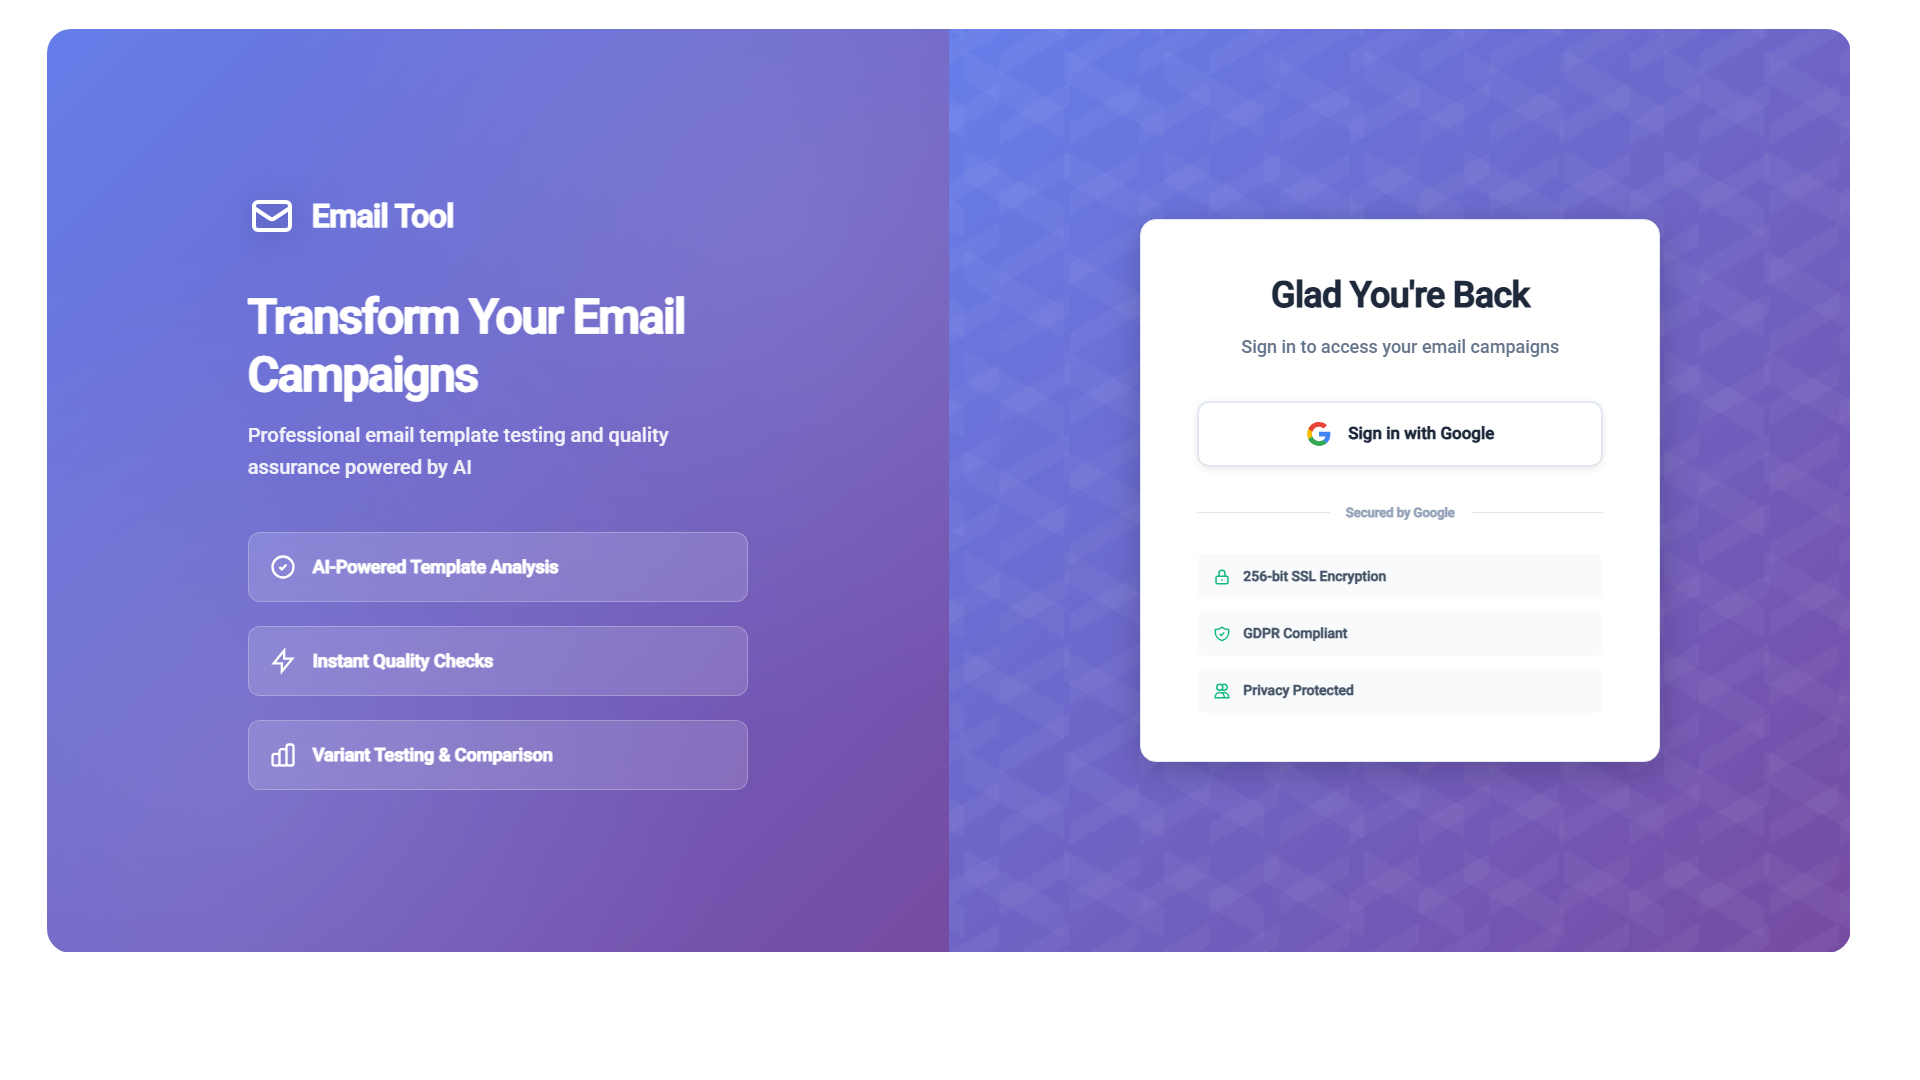 Email Tool
Transform Your Email
Campaigns
Professional email template testing and quality
assurance powered by AI
AI-Powered Template Analysis
Instant Quality Checks
Variant Testing & Comparison
Glad You're Back
Sign in to access your email campaigns
Sign in with Google
Secured by Google
256-bit SSL Encryption
GDPR Compliant
Privacy Protected